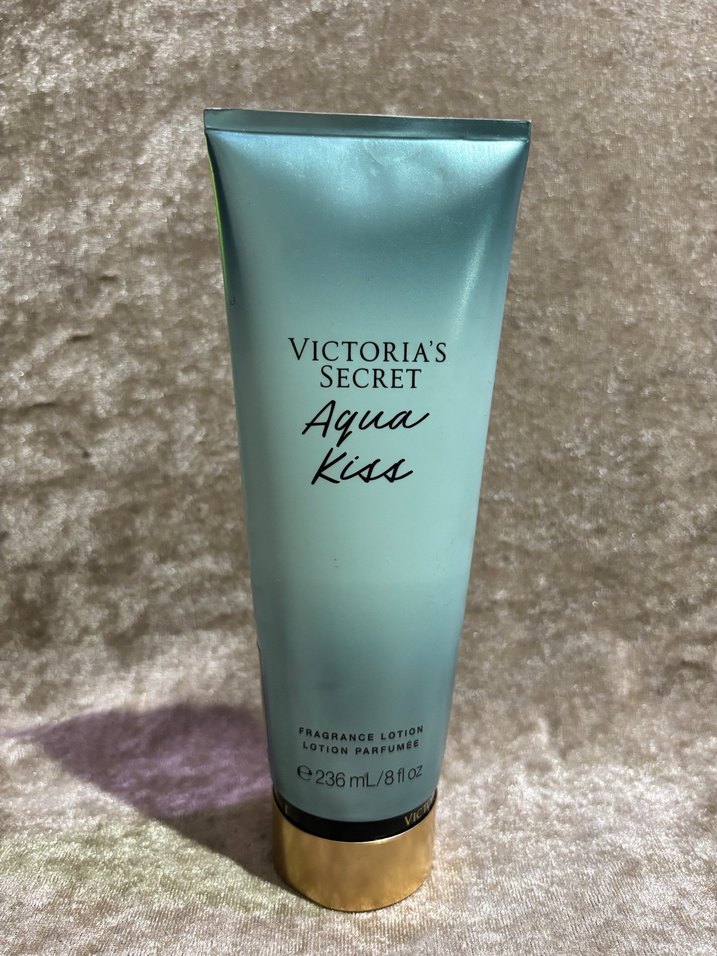 VICTORIA'S
SECRET
Aqua
Kiss
FRAGRANCE LOTION
LOTION PARFUMÉE
℮ 236 mL/8 fl oz